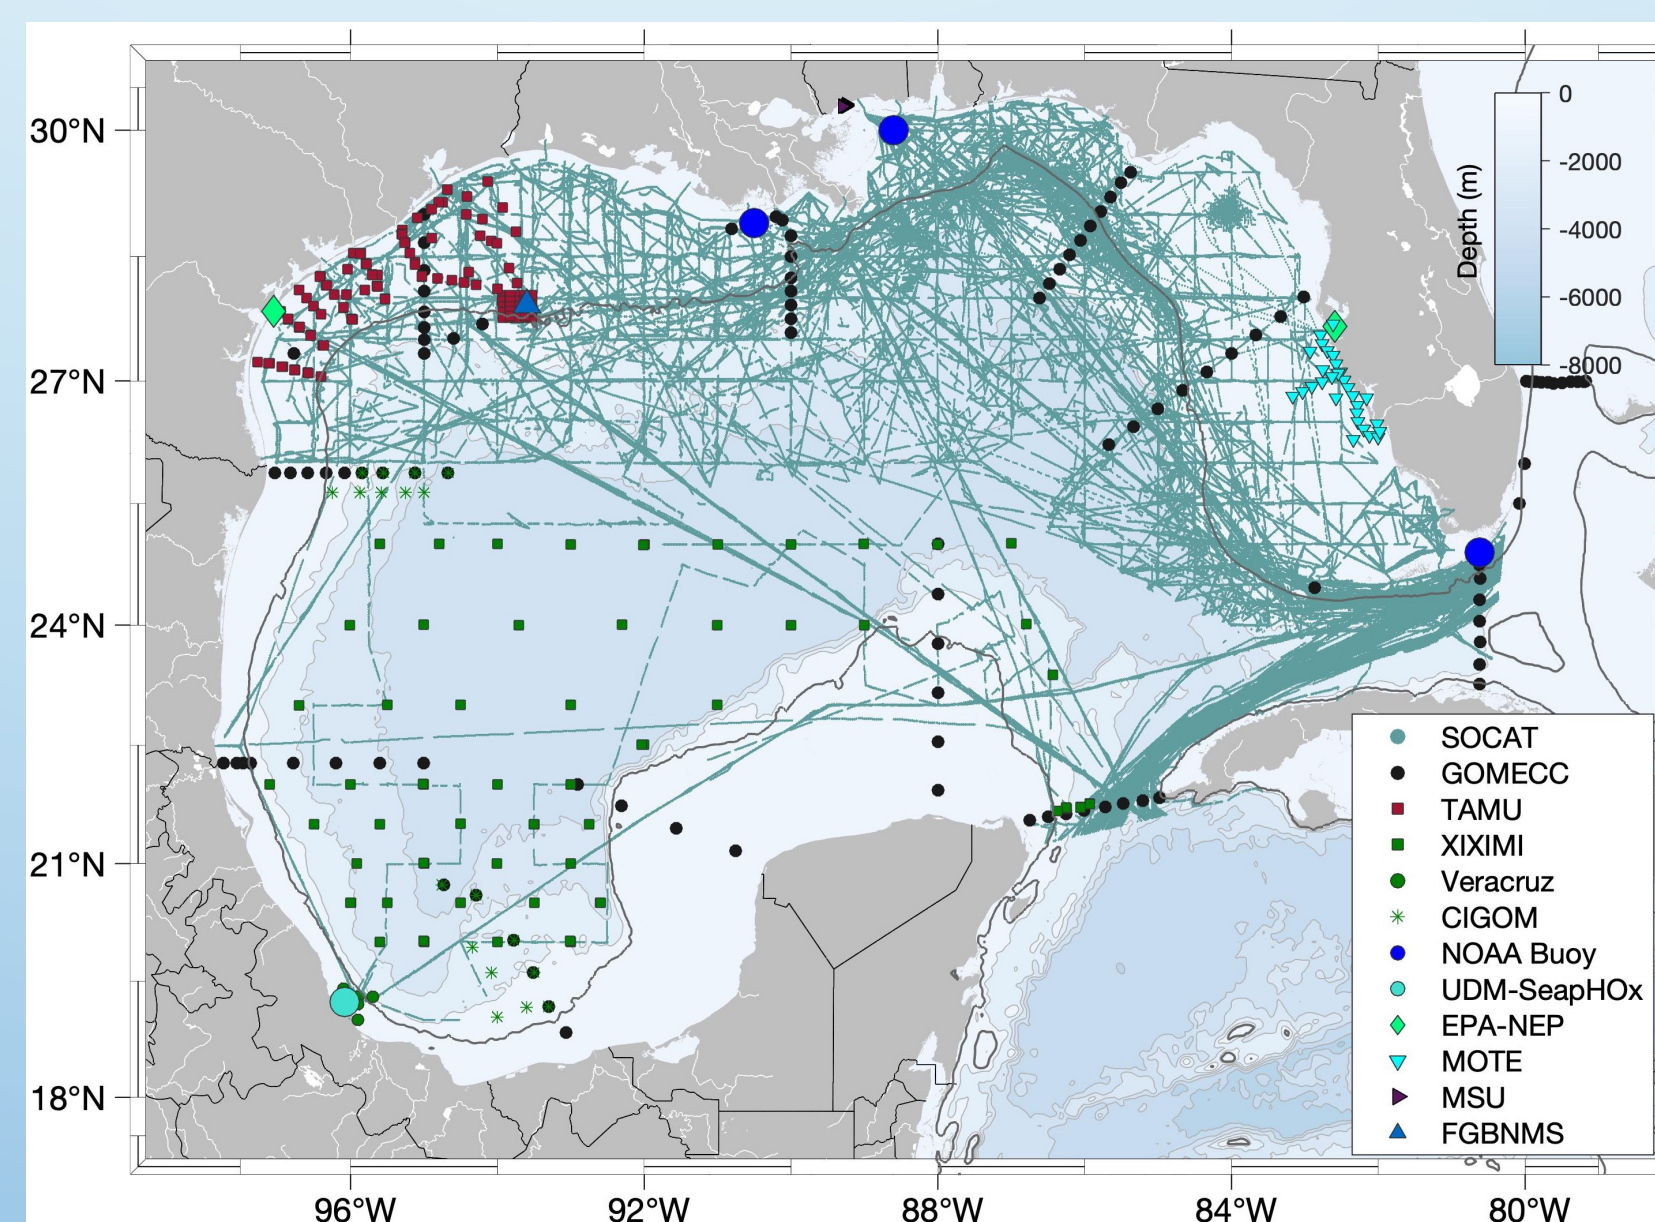 30°N
27°N
24°N
21°N
18°N
96°W
92°W
88°W
84°W
80°W
Depth (m)
0
-2000
-4000
-6000
-8000
SOCAT
GOMECC
TAMU
XIXIMI
Veracruz
CIGOM
NOAA Buoy
UDM-SeapHOx
EPA-NEP
MOTE
MSU
FGBNMS